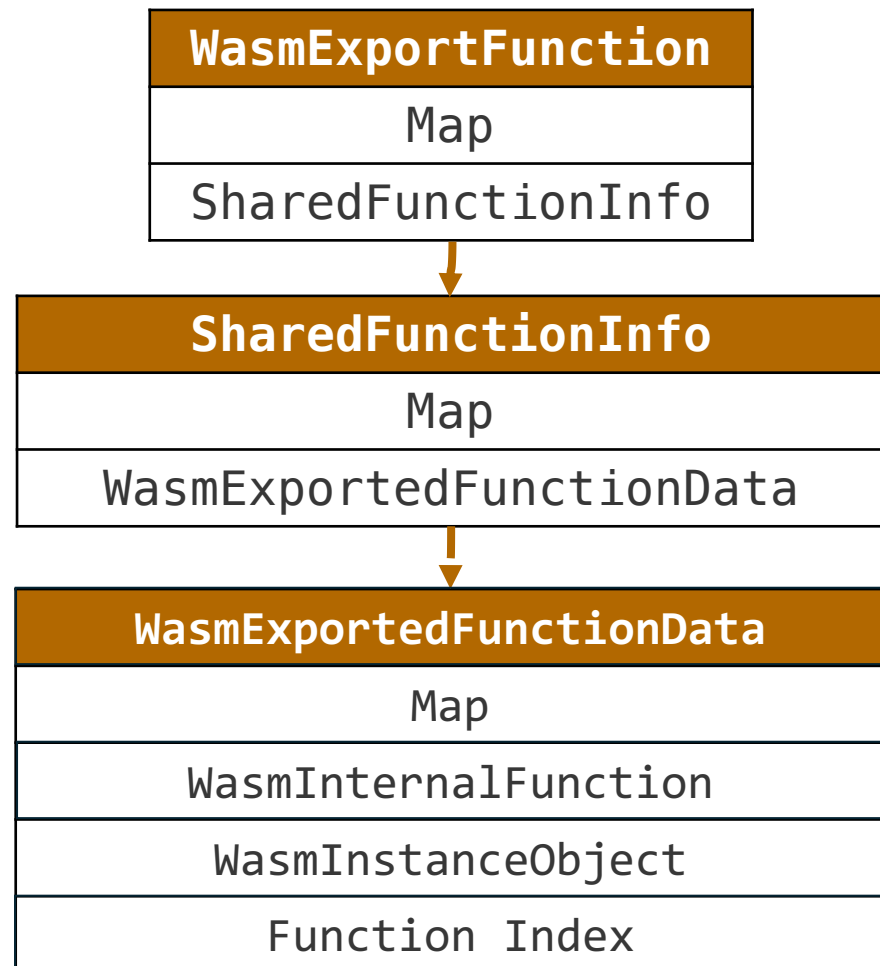 WasmExportFunction
Map
SharedFunctionInfo
SharedFunctionInfo
Map
WasmExportedFunctionData
WasmExportedFunctionData
Map
WasmInternalFunction
WasmInstanceObject
Function Index